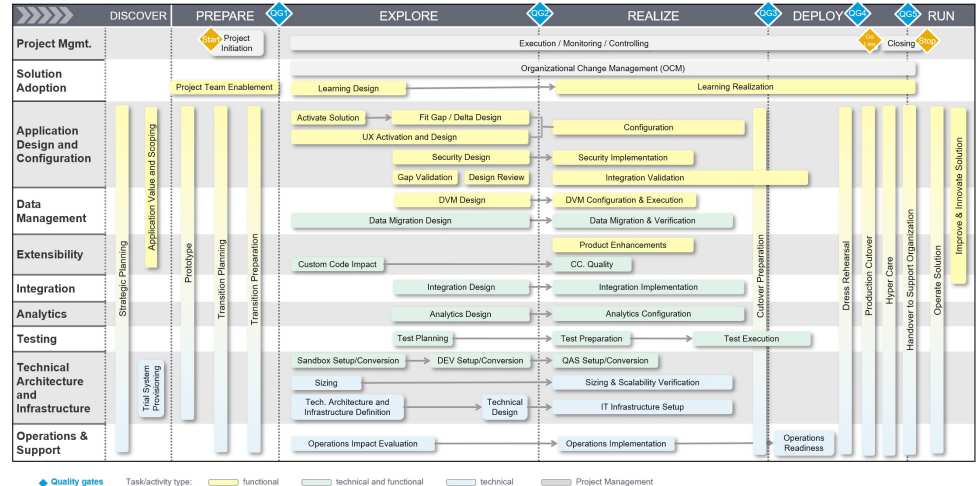 DISCOVER
PREPARE
QG1
EXPLORE
QG2
REALIZE
QG3
DEPLOY
QG4
QG5
RUN
Project Mgmt.
Start
Project
Initiation
Execution / Monitoring / Controlling
Go
Live
Closing
Stop
Solution
Adoption
Organizational Change Management (OCM)
Project Team Enablement
Learning Design
Learning Realization
Application
Design and
Configuration
Activate Solution
Fit Gap / Delta Design
Configuration
UX Activation and Design
Security Design
Security Implementation
Gap Validation
Design Review
Integration Validation
Data
Management
DVM Design
DVM Configuration & Execution
Data Migration Design
Data Migration & Verification
Extensibility
Product Enhancements
Custom Code Impact
CC. Quality
Integration
Integration Design
Integration Implementation
Analytics
Analytics Design
Analytics Configuration
Testing
Test Planning
Test Preparation
Test Execution
Technical
Architecture
and
Infrastructure
Sandbox Setup/Conversion
DEV Setup/Conversion
QAS Setup/Conversion
Sizing
Sizing & Scalability Verification
Tech. Architecture and
Infrastructure Definition
Technical
Design
IT Infrastructure Setup
Operations &
Support
Operations Impact Evaluation
Operations Implementation
Operations
Readiness
Strategic Planning
Application Value and Scoping
Trial System
Provisioning
Prototype
Transition Planning
Transition Preparation
Cutover Preparation
Dress Rehearsal
Production Cutover
Hyper Care
Handover to Support Organization
Operate Solution
Improve & Innovate Solution
Quality gates
Task/activity type:
functional
technical and functional
technical
Project Management